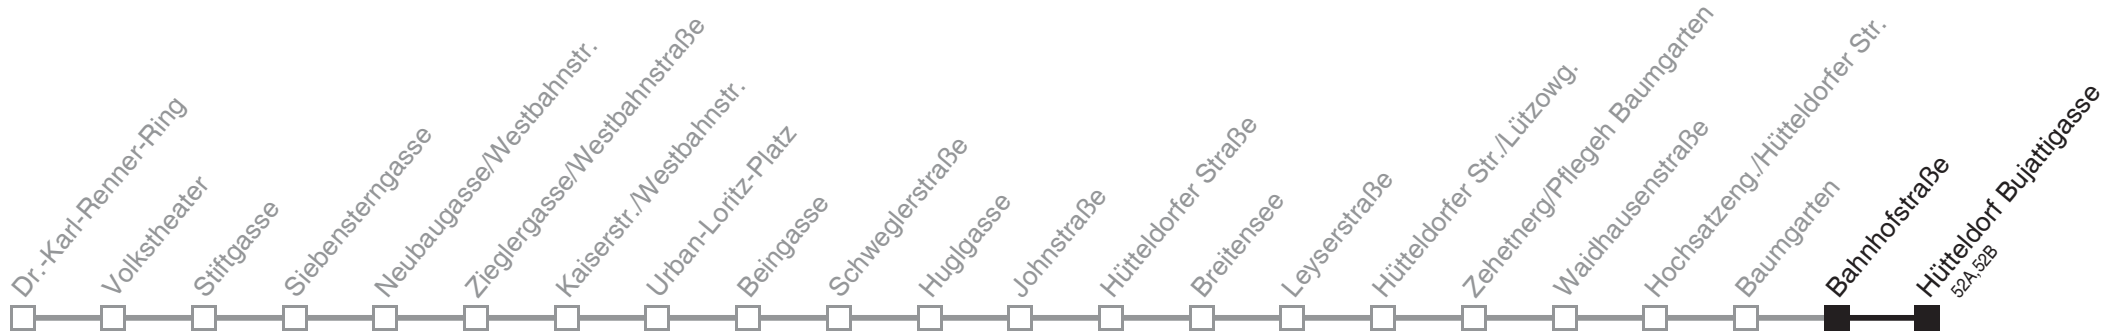 Dr.-Karl-Renner-Ring
Volkstheater
Stiftgasse
Siebensterngasse
Neubaugasse/Westbahnstr.
Zieglergasse/Westbahnstraße
Kaiserstr./Westbahnstr.
Urban-Loritz-Platz
Beingasse
Schweglerstraße
Huglgasse
Johnstraße
Hütteldorfer Straße
Breitensee
Leyserstraße
Hütteldorfer Str./Lützowg.
Zehetnerg/Pflegeh Baumgarten
Waidhausenstraße
Hochsatzeng./Hütteldorfer Str.
Baumgarten
Bahnhofstraße
Hütteldorf Bujattigasse
52A,52B